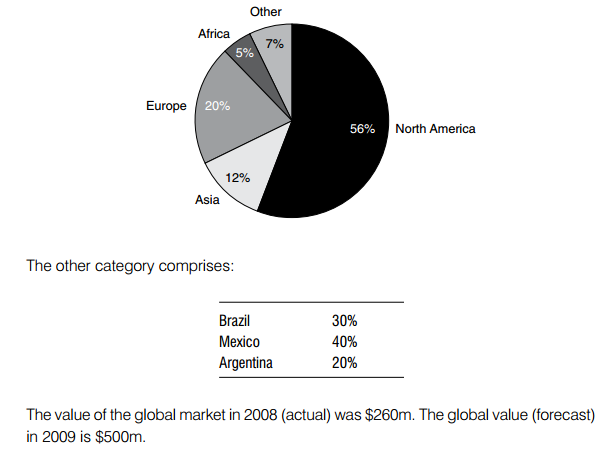 Other
Africa
7%
5%
Europe
20%
56%
North America
12%
Asia
The other category comprises:
Brazil 30%
Mexico 40%
Argentina 20%
The value of the global market in 2008 (actual) was $260m. The global value (forecast)
in 2009 is $500m.